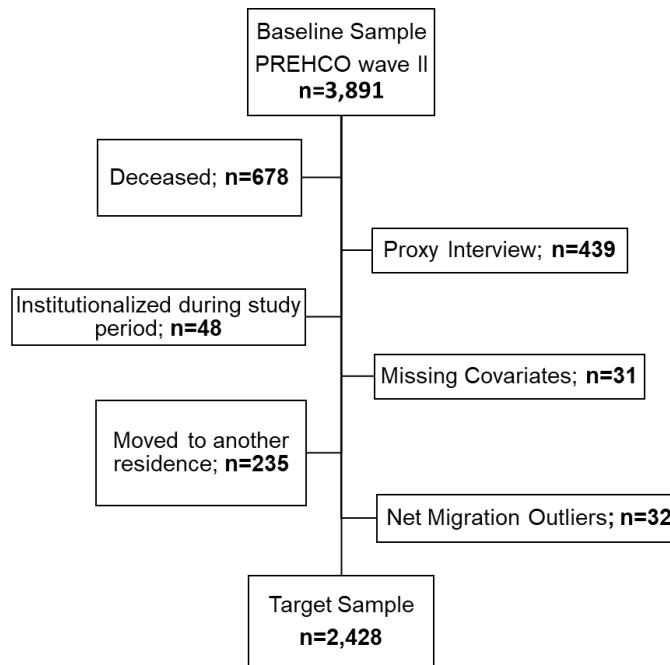 Baseline Sample
PREHCO wave II
n=3,891
Deceased; n=678
Proxy Interview; n=439
Institutionalized during study
period; n=48
Missing Covariates; n=31
Moved to another
residence; n=235
Net Migration Outliers; n=32
Target Sample
n=2,428